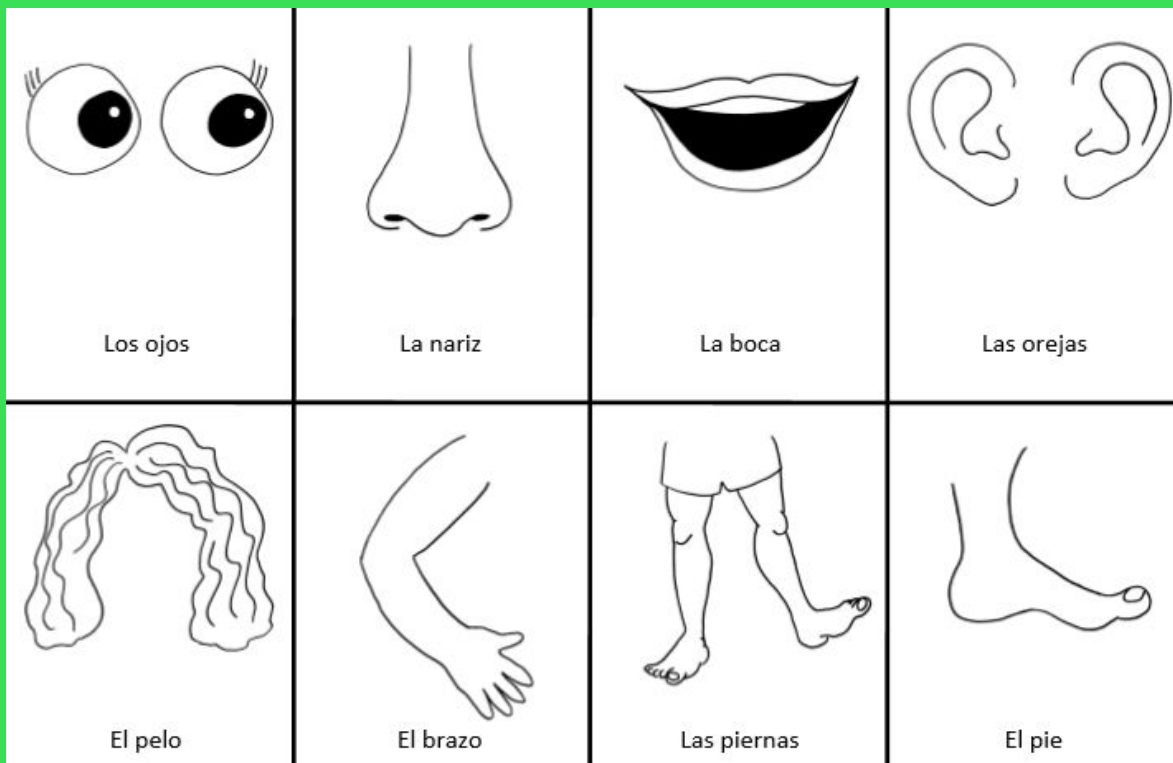 Los ojos
La nariz
La boca
Las orejas
El pelo
El brazo
Las piernas
El pie